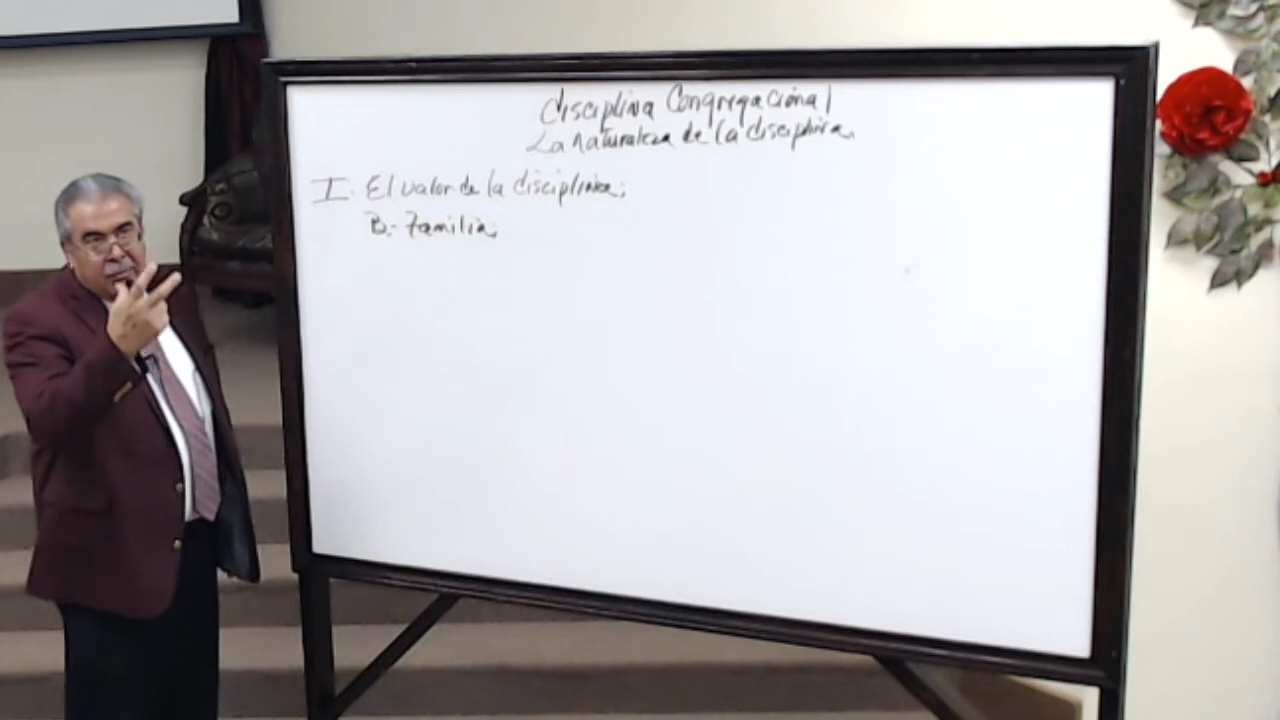 disciplina Congregacional
La naturaleza de la disciplina.
I. El valor de la disciplina;
B.- Familia;